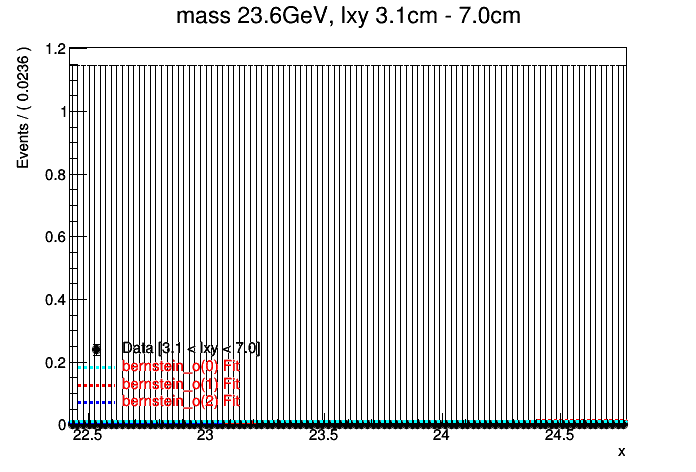 mass 23.6GeV, lxy 3.1cm - 7.0cm
Events / ( 0.0236 )
1.2
1
0.8
0.6
0.4
0.2
0
Data [3.1 < lxy < 7.0]
bernstein_o(0) Fit
bernstein_o(1) Fit
bernstein_o(2) Fit
22.5 23 23.5 24 24.5
x